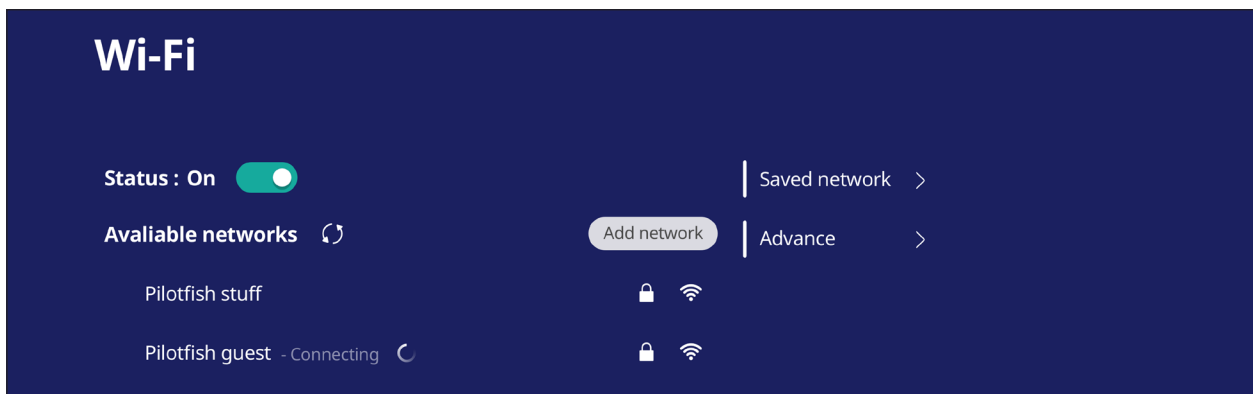 Wi-Fi
Status : On
Saved network
Avaliable networks
Add network
Advance
Pilotfish stuff
Pilotfish guest - Connecting